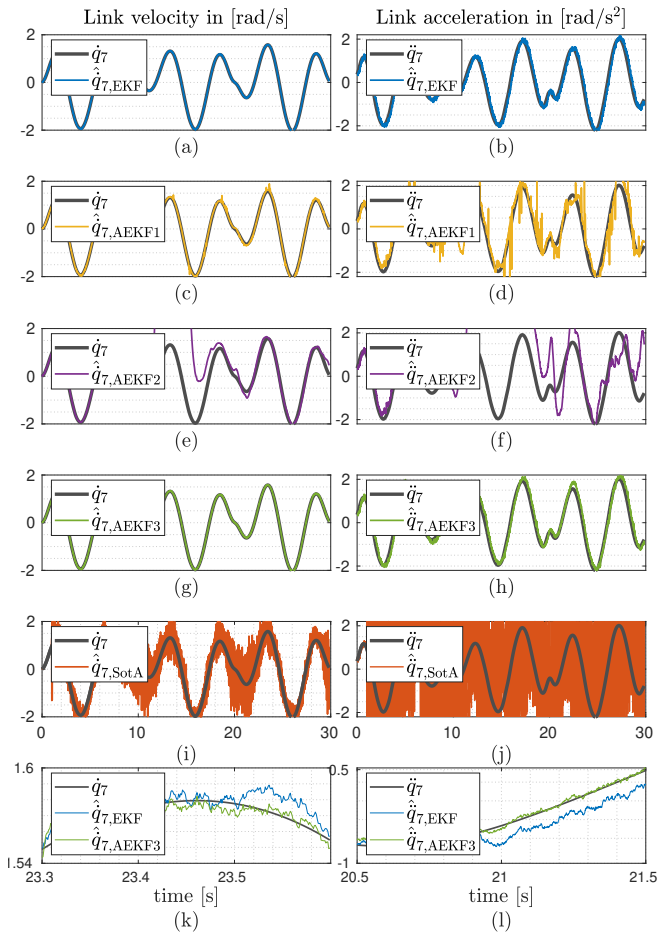 Link velocity in [rad/s] Link acceleration in [rad/s²]
2 q̇₇ 2 q̈₇
0 q̇̂₇,EKF 0 q̈̂₇,EKF
-2 -2
(a) (b)
2 q̇₇ 2 q̈₇
0 q̇̂₇,AEKF1 0 q̈̂₇,AEKF1
-2 -2
(c) (d)
2 q̇₇ 2 q̈₇
0 q̇̂₇,AEKF2 0 q̈̂₇,AEKF2
-2 -2
(e) (f)
2 q̇₇ 2 q̈₇
0 q̇̂₇,AEKF3 0 q̈̂₇,AEKF3
-2 -2
(g) (h)
2 q̇₇ 2 q̈₇
0 q̇̂₇,SotA 0 q̈̂₇,SotA
-2 -2
0 10 20 30 0 10 20 30
(i) (j)
1.6 q̇₇ 0.5 q̈₇
q̇̂₇,EKF q̈̂₇,EKF
q̇̂₇,AEKF3 q̈̂₇,AEKF3
1.54 -1
23.3 23.4 23.5 20.5 21 21.5
time [s] time [s]
(k) (l)